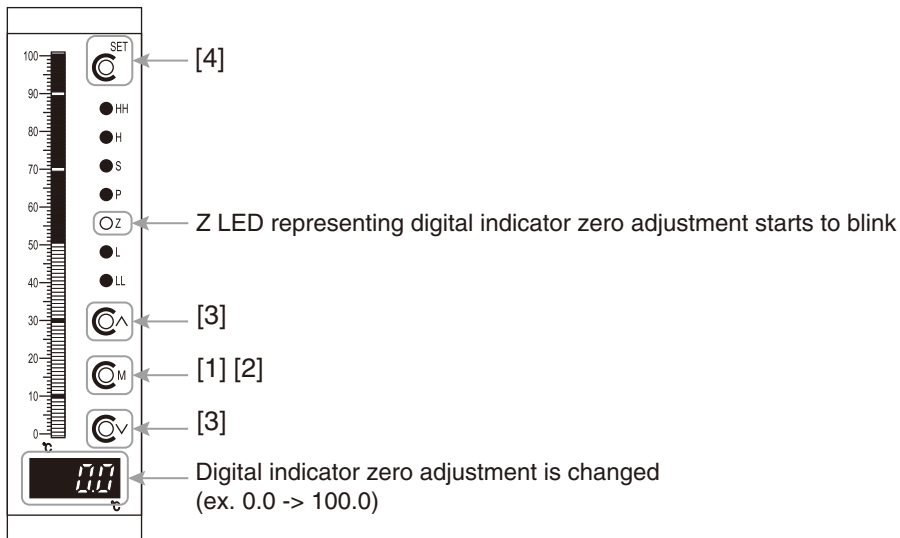 SET
[4]
100
90
HH
80
H
70
S
P
60
Z
Z LED representing digital indicator zero adjustment starts to blink
50
L
40
LL
30
[3]
20
M
[1] [2]
10
[3]
0
℃
0.0
Digital indicator zero adjustment is changed
℃
(ex. 0.0 -> 100.0)